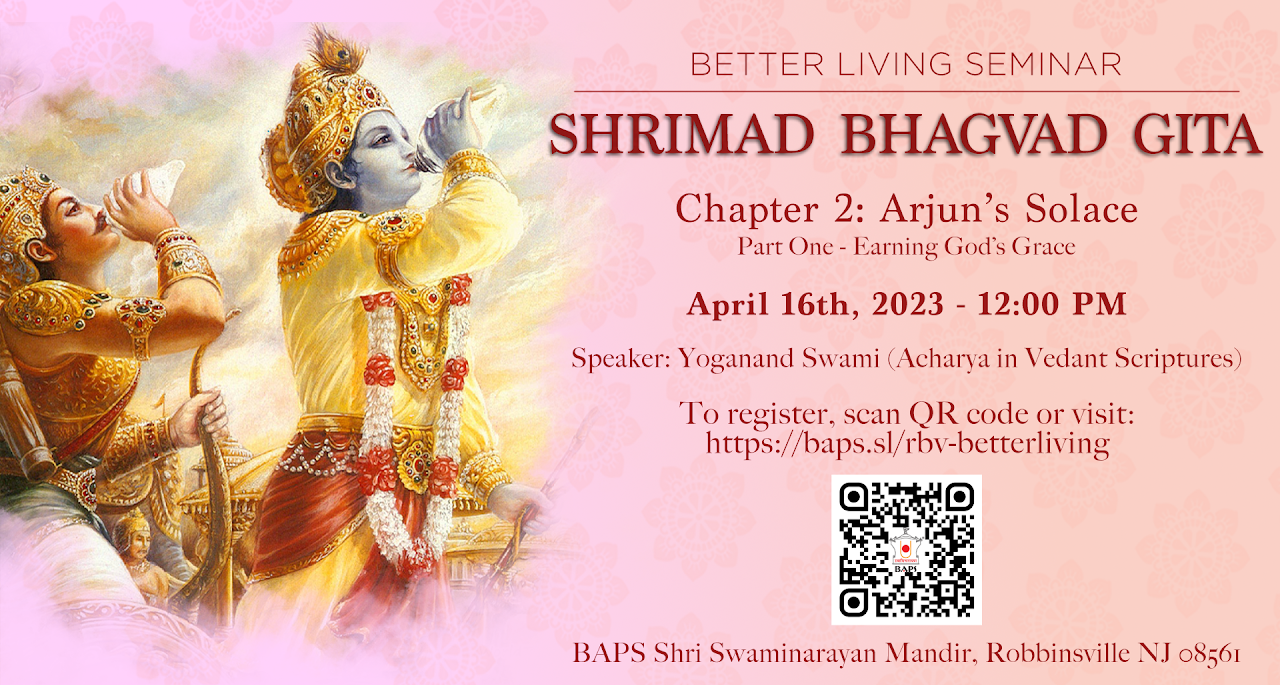 BETTER LIVING SEMINAR
SHRIMAD BHAGVAD GITA
Chapter 2: Arjun's Solace
Part One - Earning God's Grace
April 16th, 2023 - 12:00 PM
Speaker: Yoganand Swami (Acharya in Vedant Scriptures)
To register, scan QR code or visit:
https://baps.sl/rbv-betterliving
BAPS
BAPS Shri Swaminarayan Mandir, Robbinsville NJ 08561